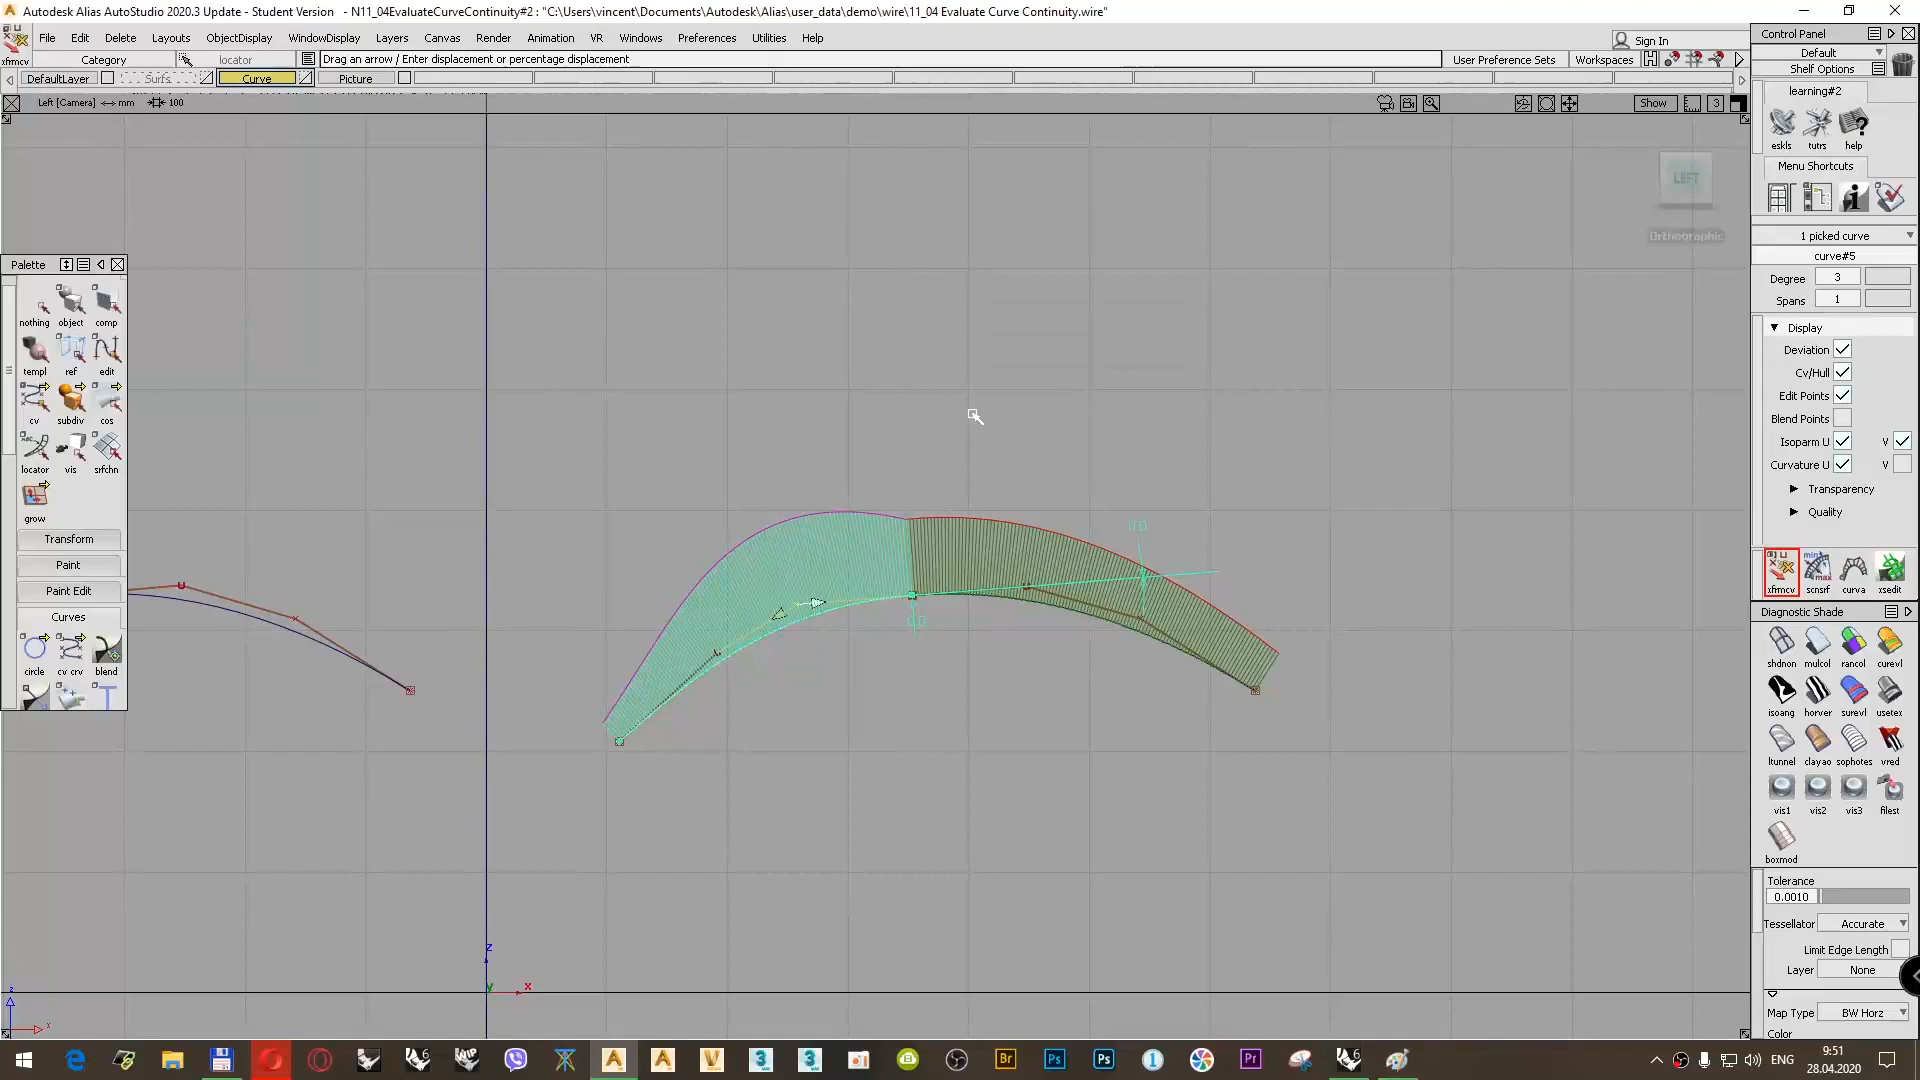 Autodesk Alias AutoStudio 2020.3 Update - Student Version - N11_04EvaluateCurveContinuity#2 : "C:\Users\vincent\Documents\Autodesk\Alias\user_data\demo\wire\11_04 Evaluate Curve Continuity.wire"
File Edit Delete Layouts ObjectDisplay WindowDisplay Layers Canvas Render Animation VR Windows Preferences Utilities Help
Sign In
xfrmcv Category locator Drag an arrow / Enter displacement or percentage displacement User Preference Sets Workspaces
DefaultLayer Surfs Curve Picture
Left [Camera] mm 100 Show 3
LEFT
Orthographic
Palette
nothing object comp
templ ref edit
cv subdiv cos
locator vis srfchn
grow
Transform
Paint
Paint Edit
Curves
circle cv crv blend
z
y x
z
x
Control Panel
Default
Shelf Options
learning#2
eskls tutrs help
Menu Shortcuts
1 picked curve
curve#5
Degree 3
Spans 1
Display
Deviation
Cv/Hull
Edit Points
Blend Points
Isoparm U V
Curvature U V
Transparency
Quality
xfrmcv scnsrf curva xsedit
Diagnostic Shade
shdnon mulcol rancol curevl
isoang horver surevl usetex
ltunnel clayao sophotes vred
vis1 vis2 vis3 filest
boxmod
Tolerance
0.0010
Tessellator Accurate
Limit Edge Length
Layer None
Map Type BW Horz
Color
ENG 9:51
28.04.2020